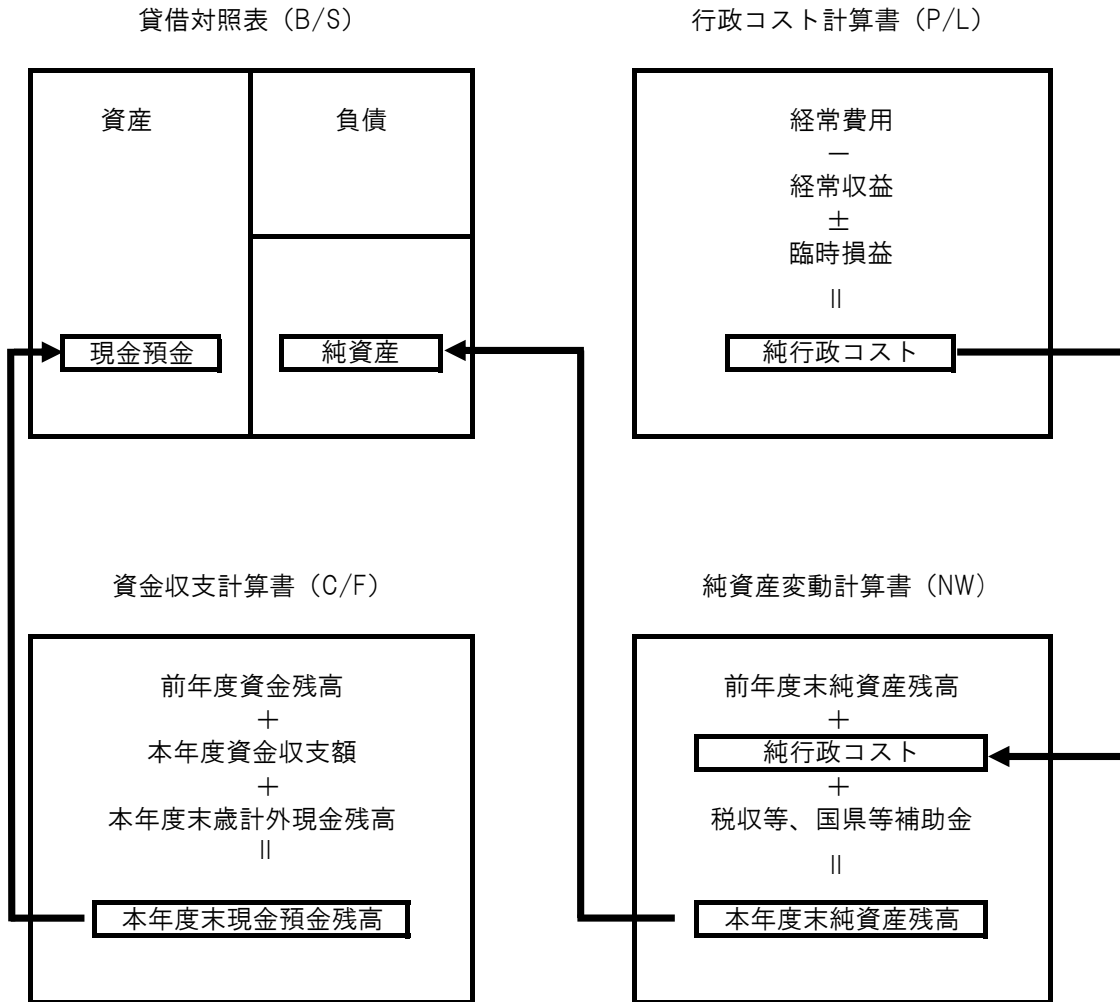 貸借対照表（B/S）
資産
負債
現金預金
純資産
行政コスト計算書（P/L）
経常費用
－
経常収益
±
臨時損益
＝
純行政コスト
資金収支計算書（C/F）
前年度資金残高
＋
本年度資金収支額
＋
本年度末歳計外現金残高
＝
本年度末現金預金残高
純資産変動計算書（NW）
前年度末純資産残高
＋
純行政コスト
＋
税収等、国県等補助金
＝
本年度末純資産残高